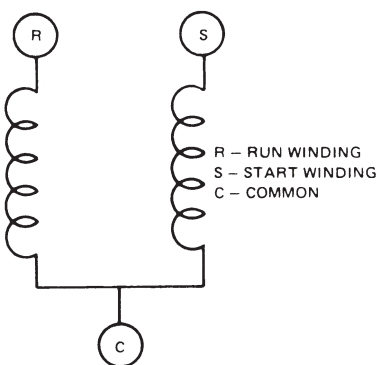 R
S
R – RUN WINDING
S – START WINDING
C – COMMON
C